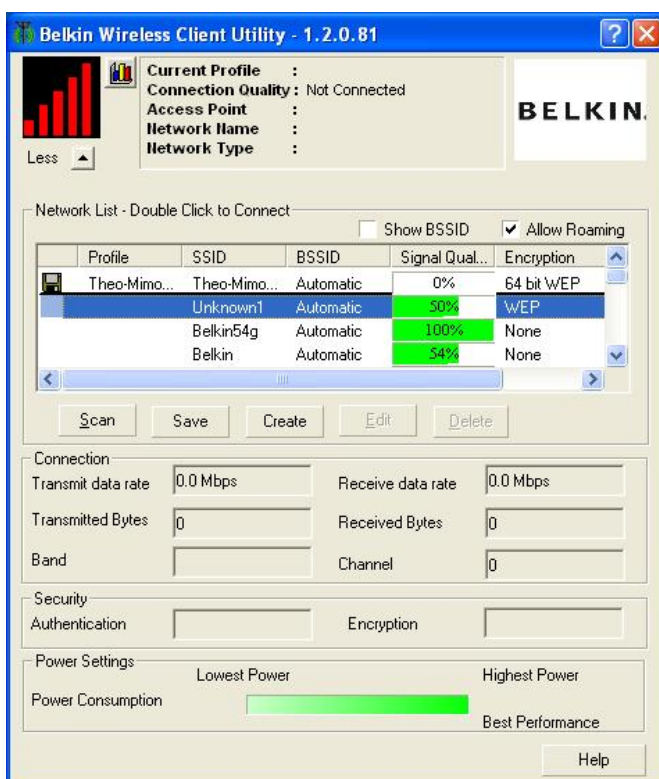 Belkin Wireless Client Utility - 1.2.0.81
Current Profile :
Connection Quality : Not Connected
Access Point :
Network Name :
Network Type :
BELKIN.
Less
Network List - Double Click to Connect
Show BSSID Allow Roaming
Profile SSID BSSID Signal Qual... Encryption
Theo-Mimo... Theo-Mimo... Automatic 0% 64 bit WEP
Unknown1 Automatic 50% WEP
Belkin54g Automatic 100% None
Belkin Automatic 54% None
Scan Save Create Edit Delete
Connection
Transmit data rate 0.0 Mbps Receive data rate 0.0 Mbps
Transmitted Bytes 0 Received Bytes 0
Band Channel 0
Security
Authentication Encryption
Power Settings
Lowest Power Highest Power
Power Consumption
Best Performance
Help